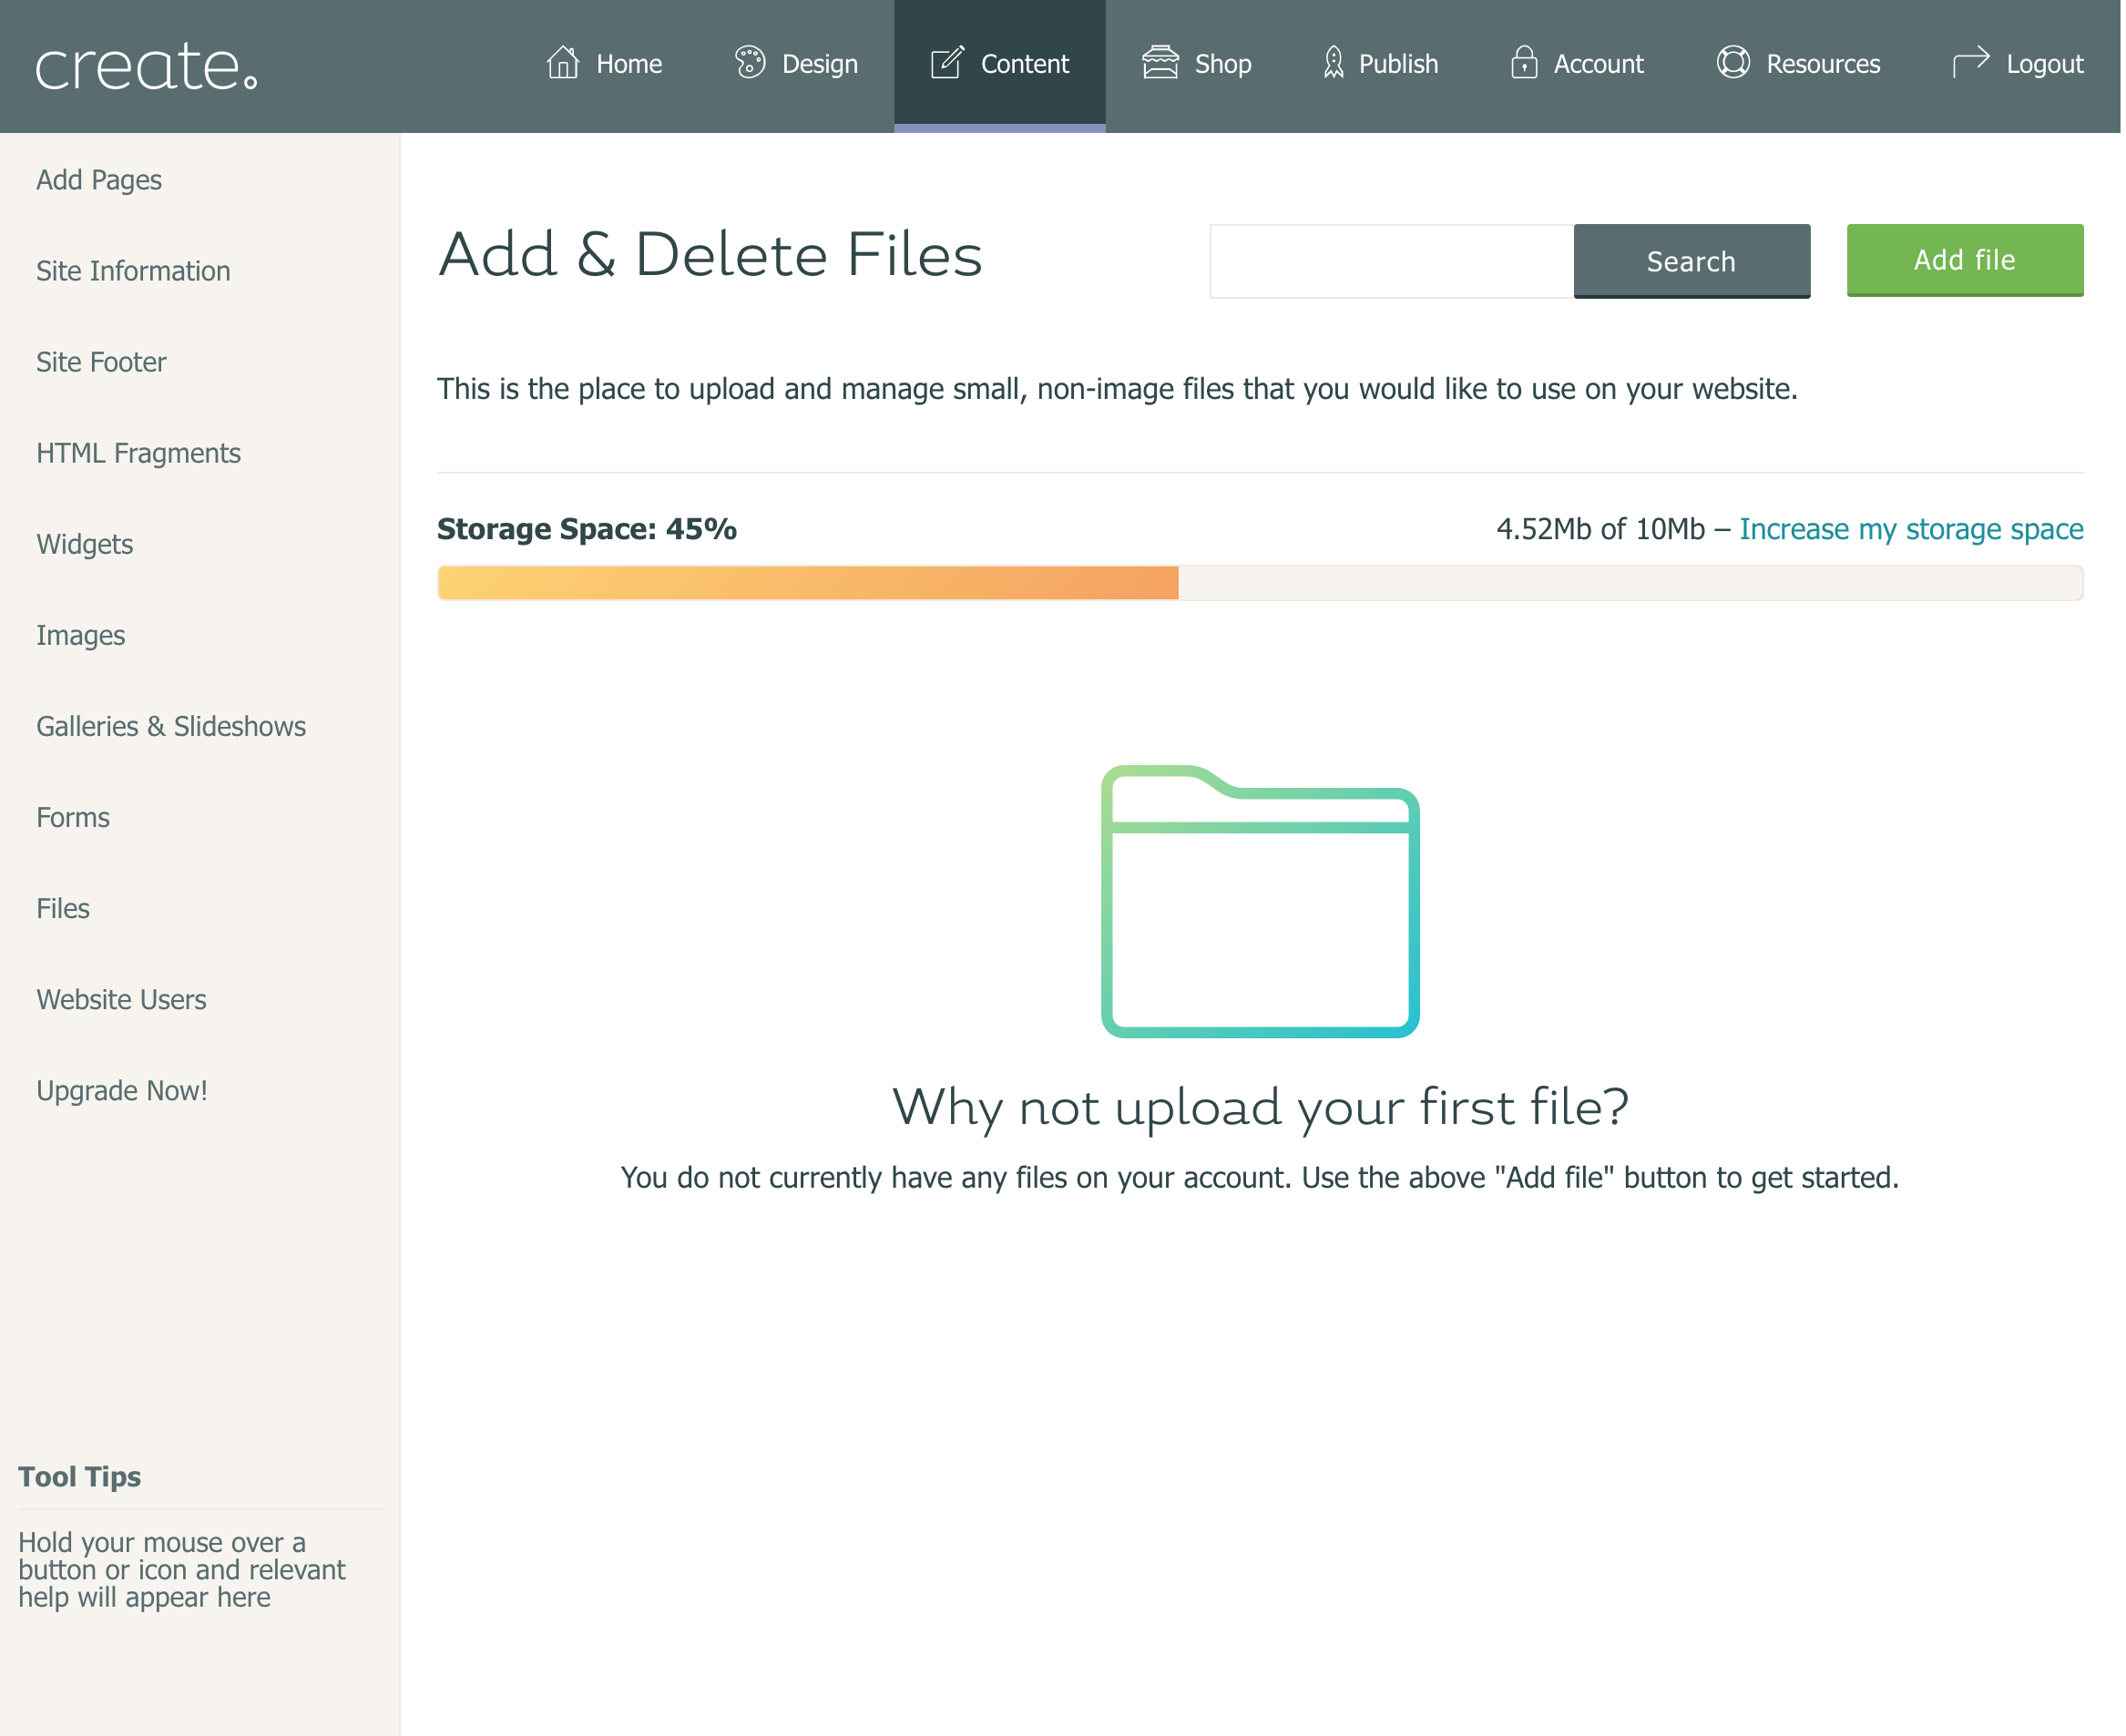 create.
Home
Design
Content
Shop
Publish
Account
Resources
Logout
Add Pages
Site Information
Site Footer
HTML Fragments
Widgets
Images
Galleries & Slideshows
Forms
Files
Website Users
Upgrade Now!
Tool Tips
Hold your mouse over a
button or icon and relevant
help will appear here
Add & Delete Files
Search
Add file
This is the place to upload and manage small, non-image files that you would like to use on your website.
Storage Space: 45%
4.52Mb of 10Mb – Increase my storage space
Why not upload your first file?
You do not currently have any files on your account. Use the above "Add file" button to get started.